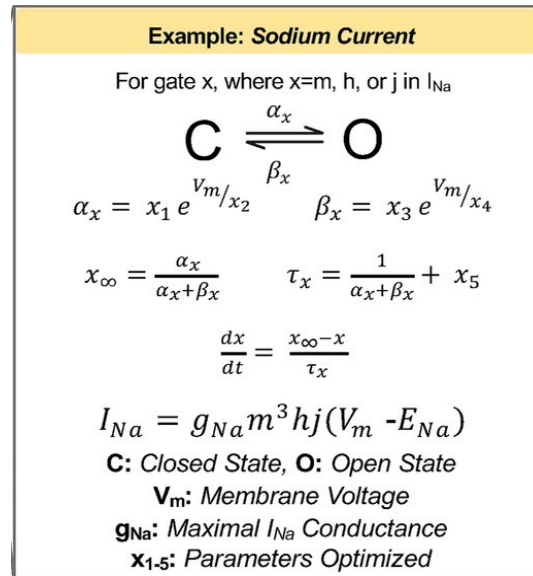 Example: Sodium Current
For gate x, where x=m, h, or j in I_Na
C ⇌ O
α_x
β_x
α_x = x_1 e^{V_m/x_2}    β_x = x_3 e^{V_m/x_4}
x_∞ = α_x/(α_x+β_x)    τ_x = 1/(α_x+β_x) + x_5
dx/dt = (x_∞−x)/τ_x
I_Na = g_Na m^3 hj(V_m -E_Na)
C: Closed State, O: Open State
V_m: Membrane Voltage
g_Na: Maximal I_Na Conductance
x_1-5: Parameters Optimized